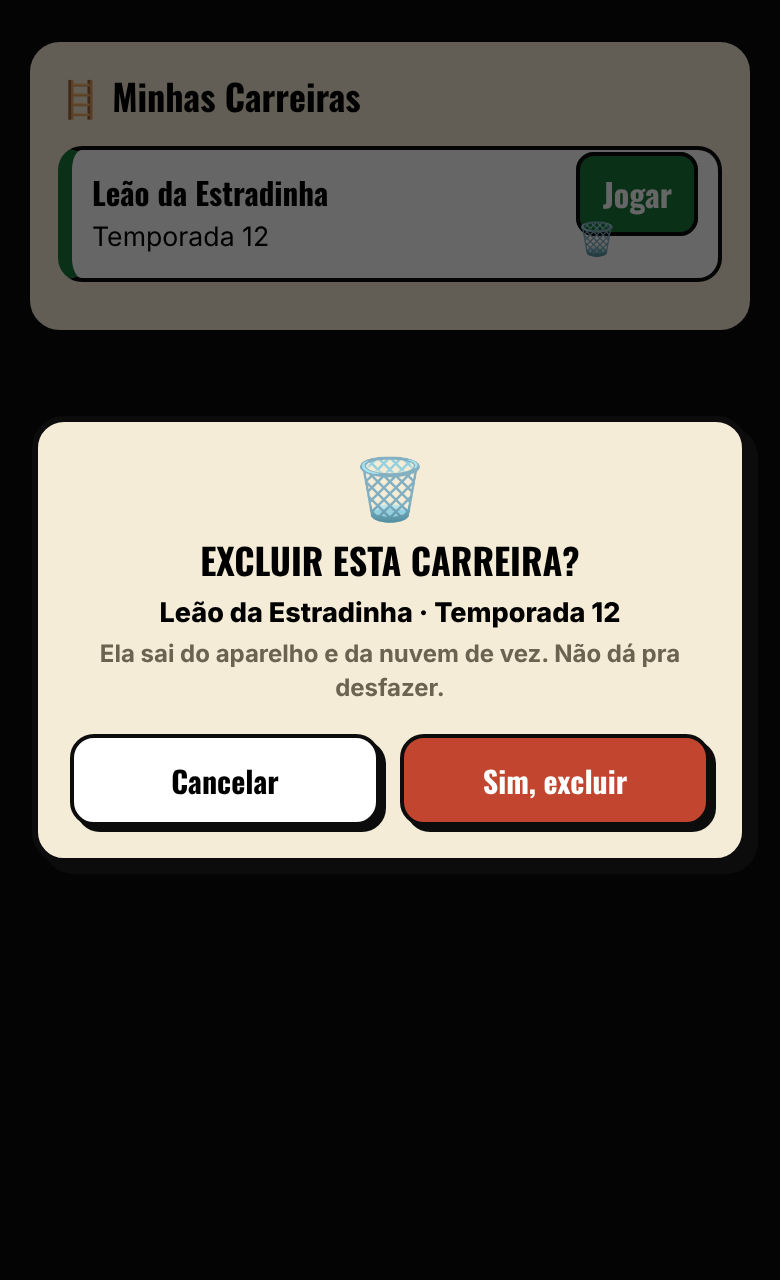 Minhas Carreiras
Leão da Estradinha
Jogar
Temporada 12
EXCLUIR ESTA CARREIRA?
Leão da Estradinha · Temporada 12
Ela sai do aparelho e da nuvem de vez. Não dá pra
desfazer.
Cancelar
Sim, excluir